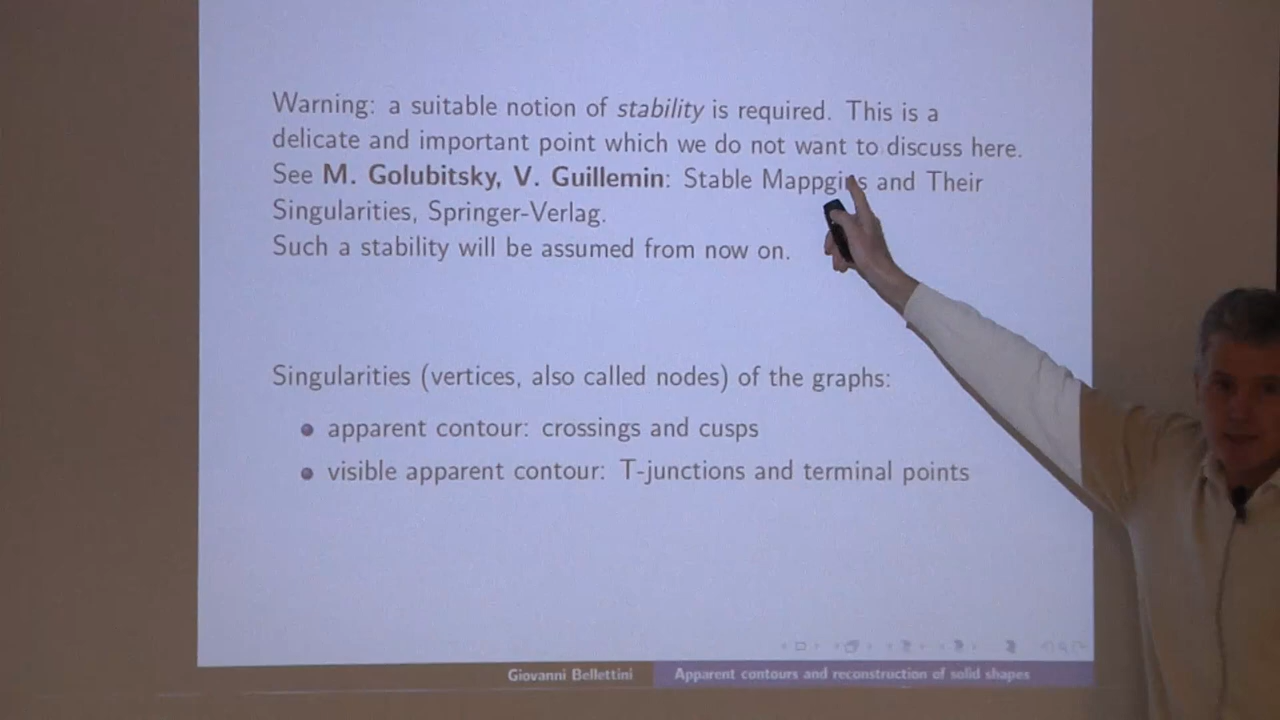 Warning: a suitable notion of stability is required. This is a
delicate and important point which we do not want to discuss here.
See M. Golubitsky, V. Guillemin: Stable Mappgins and Their
Singularities, Springer-Verlag.
Such a stability will be assumed from now on.
Singularities (vertices, also called nodes) of the graphs:
apparent contour: crossings and cusps
visible apparent contour: T-junctions and terminal points
Giovanni Bellettini
Apparent contours and reconstruction of solid shapes